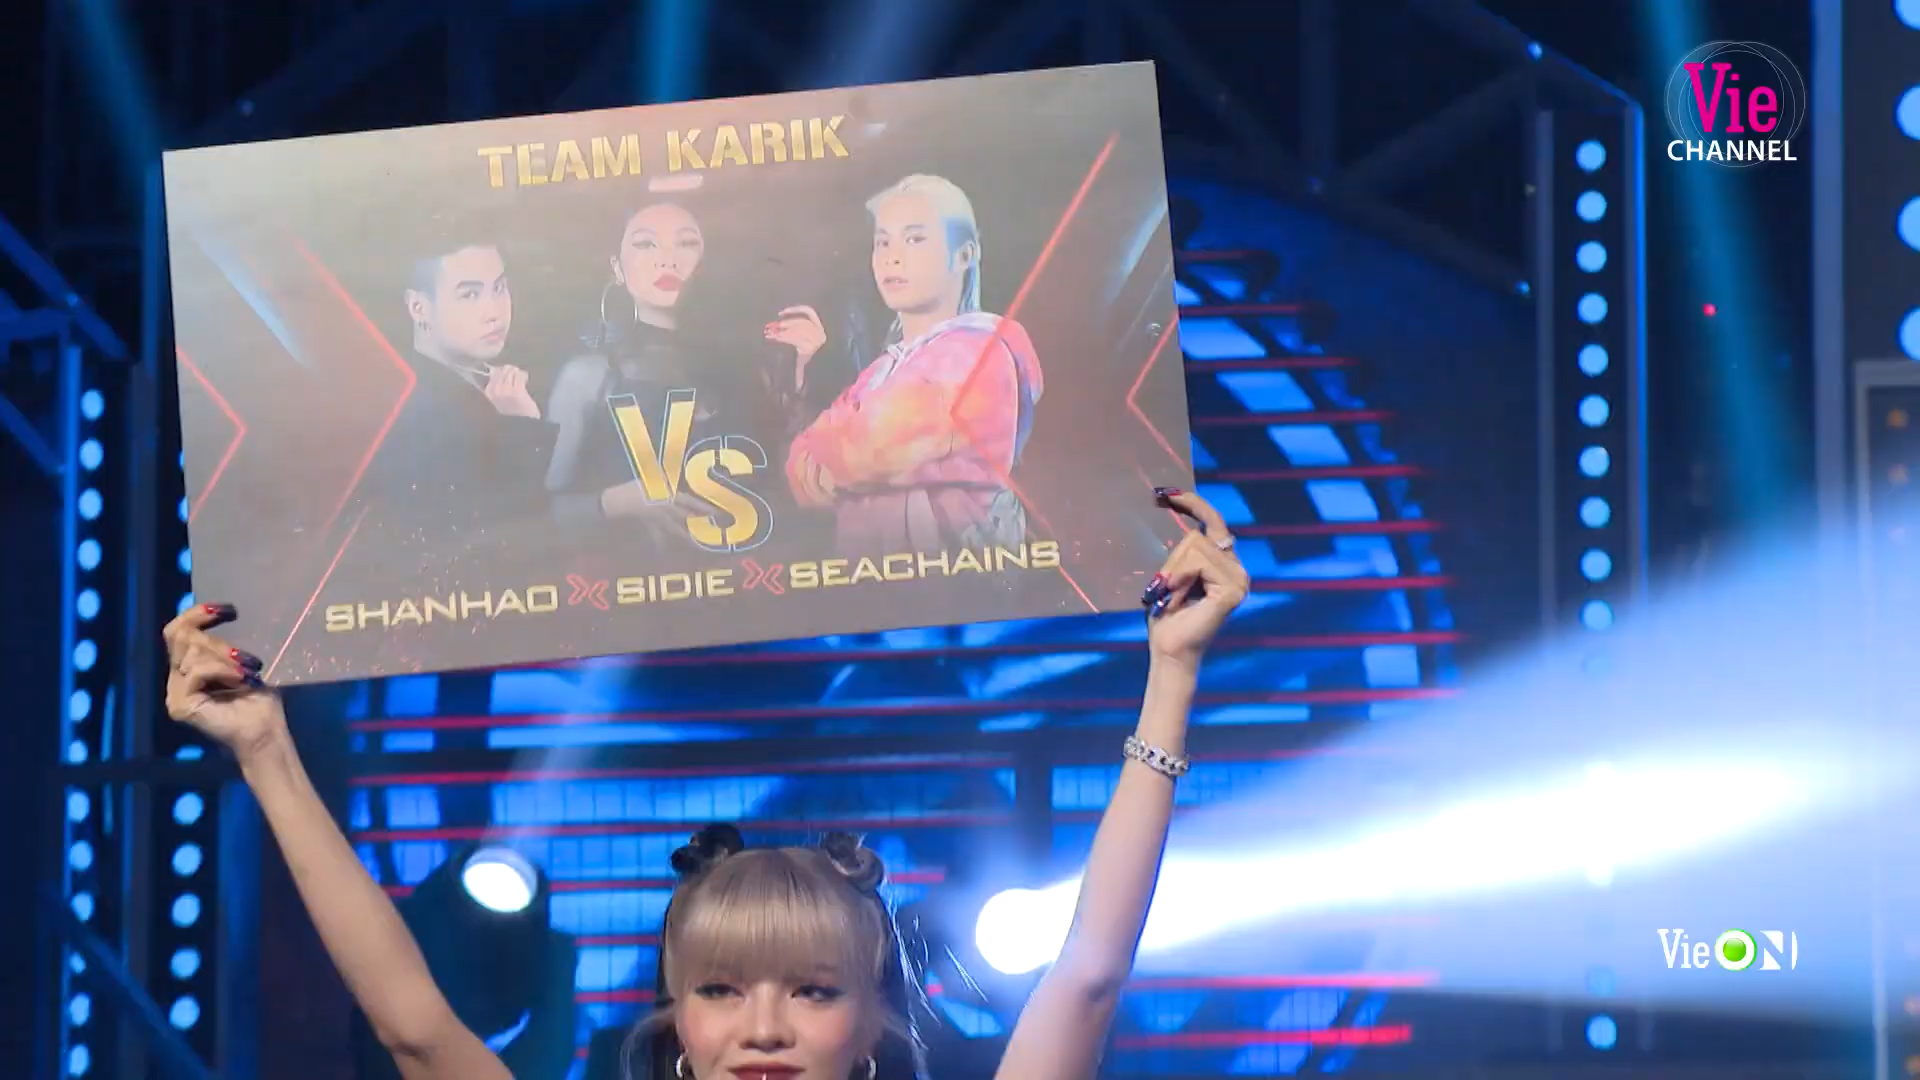 Vie
CHANNEL
TEAM KARIK
VS
SHANHAO X SIDIE X SEACHAINS
VieON